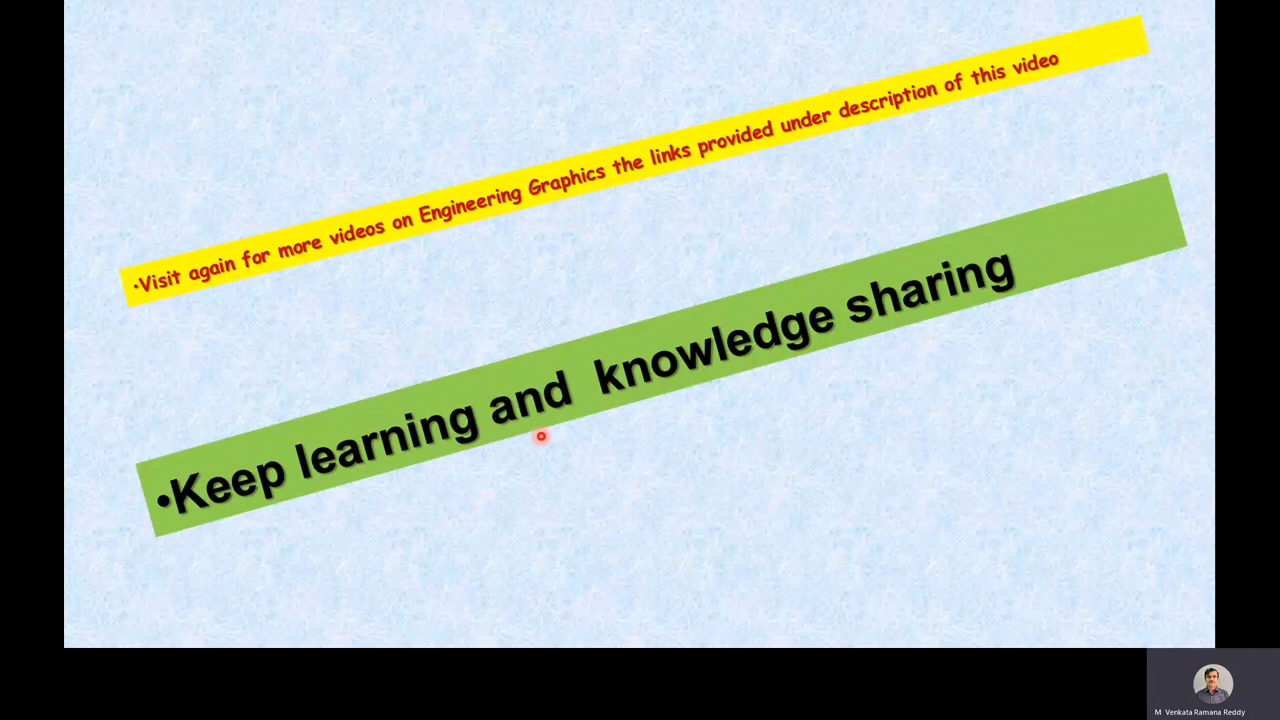 •Visit again for more videos on Engineering Graphics the links provided under description of this video
•Keep learning and  knowledge sharing
M Venkata Ramana Reddy